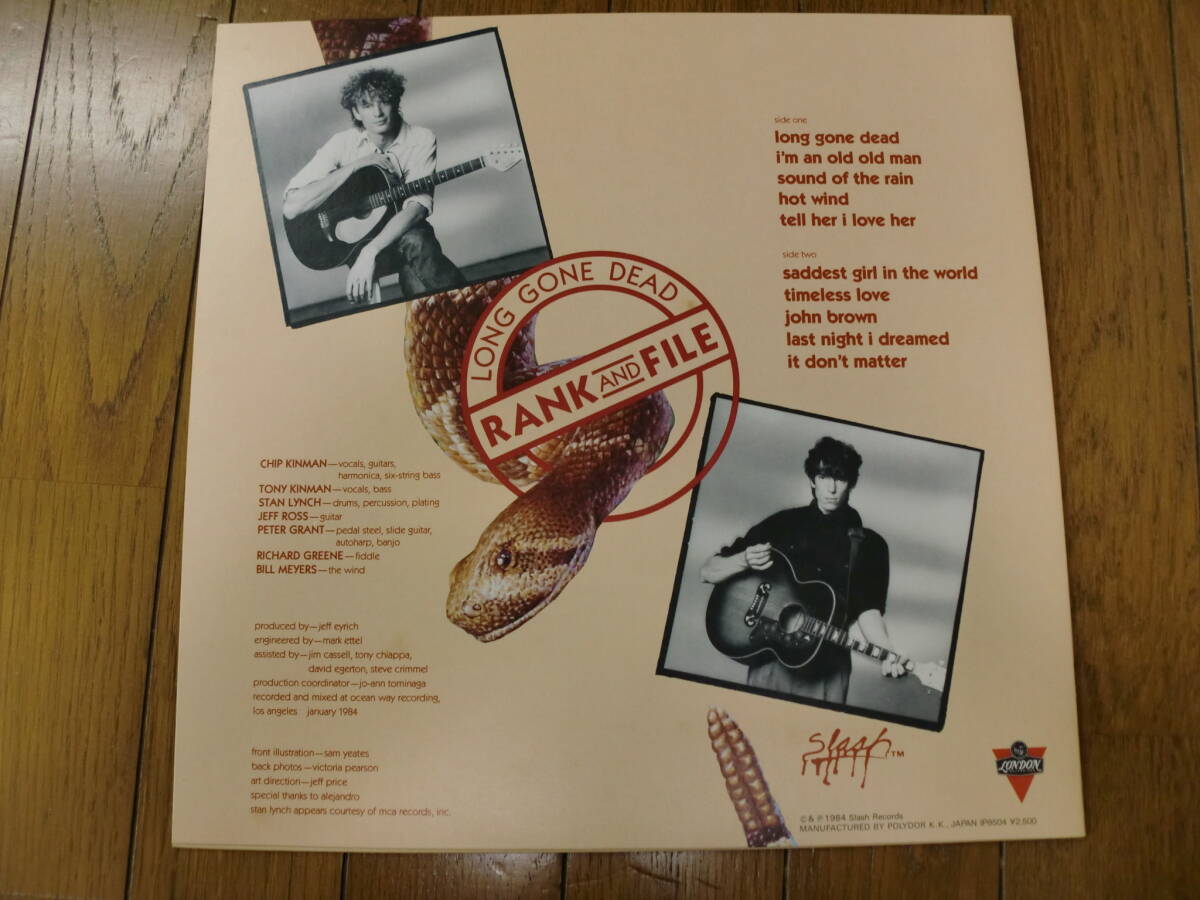 side one
long gone dead
i'm an old old man
sound of the rain
hot wind
tell her i love her
side two
saddest girl in the world
timeless love
john brown
last night i dreamed
it don't matter
LONG GONE DEAD
RANK AND FILE
CHIP KINMAN—vocals, guitars,
harmonica, six-string bass
TONY KINMAN—vocals, bass
STAN LYNCH—drums, percussion, plating
JEFF ROSS—guitar
PETER GRANT—pedal steel, slide guitar,
autoharp, banjo
RICHARD GREENE—fiddle
BILL MEYERS—the wind
produced by—jeff eyrich
engineered by—mark ettel
assisted by—jim cassell, tony chiappa,
david egerton, steve crimmel
production coordinator—jo-ann tominaga
recorded and mixed at ocean way recording,
los angeles january 1984
front illustration—sam yeates
back photos—victoria pearson
art direction—jeff price
special thanks to alejandro
stan lynch appears courtesy of mca records, inc.
slash TM
LONDON
© & ℗ 1984 Slash Records
MANUFACTURED BY POLYDOR K.K., JAPAN IP8504 ¥2,500